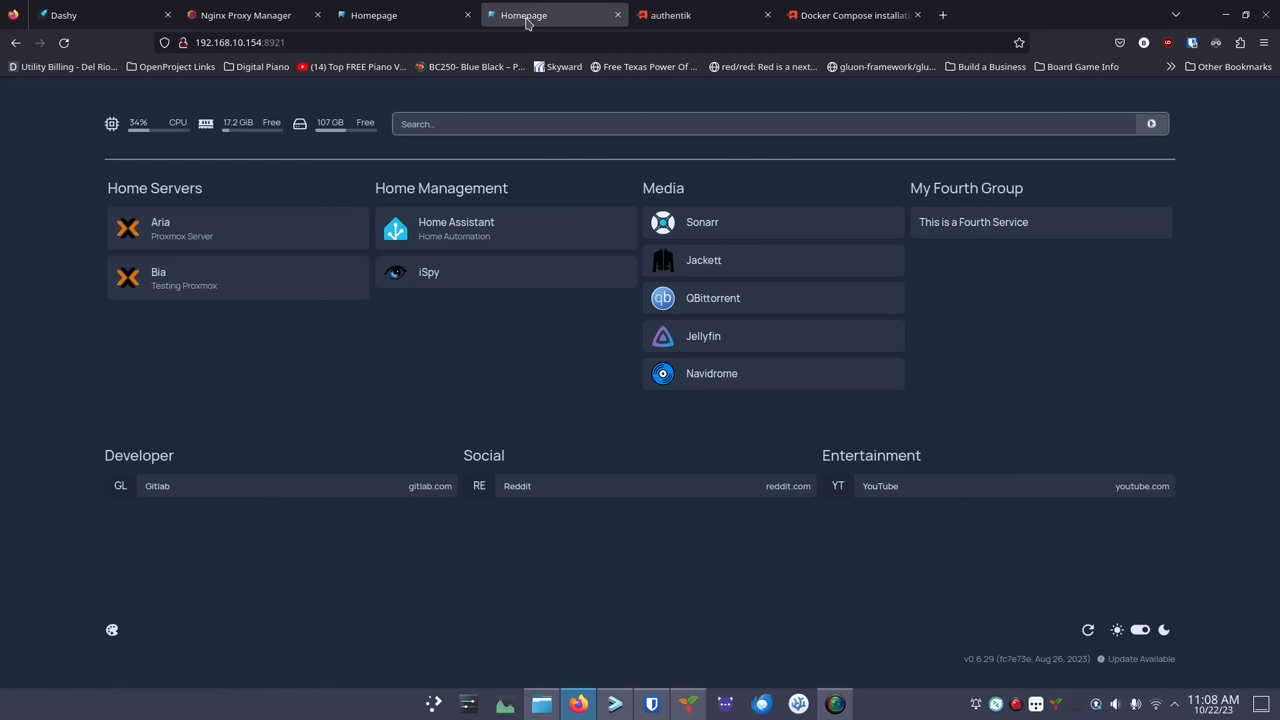 Dashy
Nginx Proxy Manager
Homepage
Homepage
authentik
Docker Compose installati
192.168.10.154:8921
Utility Billing - Del Rio...
OpenProject Links
Digital Piano
(14) Top FREE Piano V...
BC250- Blue Black – P...
Skyward
Free Texas Power Of ...
red/red: Red is a next...
gluon-framework/glu...
Build a Business
Board Game Info
Other Bookmarks
34% CPU
17.2 GiB Free
107 GB Free
Search...
Home Servers
Aria
Proxmox Server
Bia
Testing Proxmox
Home Management
Home Assistant
Home Automation
iSpy
Media
Sonarr
Jackett
QBittorrent
qb
Jellyfin
Navidrome
My Fourth Group
This is a Fourth Service
Developer
GL Gitlab gitlab.com
Social
RE Reddit reddit.com
Entertainment
YT YouTube youtube.com
v0.6.29 (fc7e73e, Aug 26, 2023) Update Available
11:08 AM
10/22/23